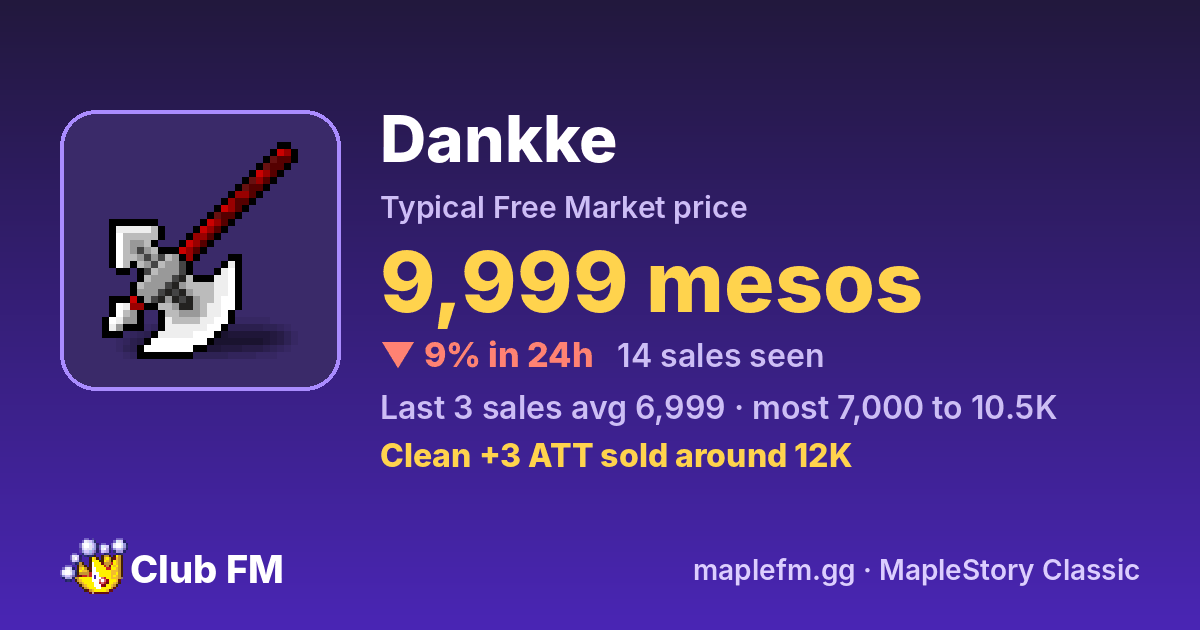 Dankke
Typical Free Market price
9,999 mesos
▼ 9% in 24h 14 sales seen
Last 3 sales avg 6,999 · most 7,000 to 10.5K
Clean +3 ATT sold around 12K
Club FM
maplefm.gg · MapleStory Classic